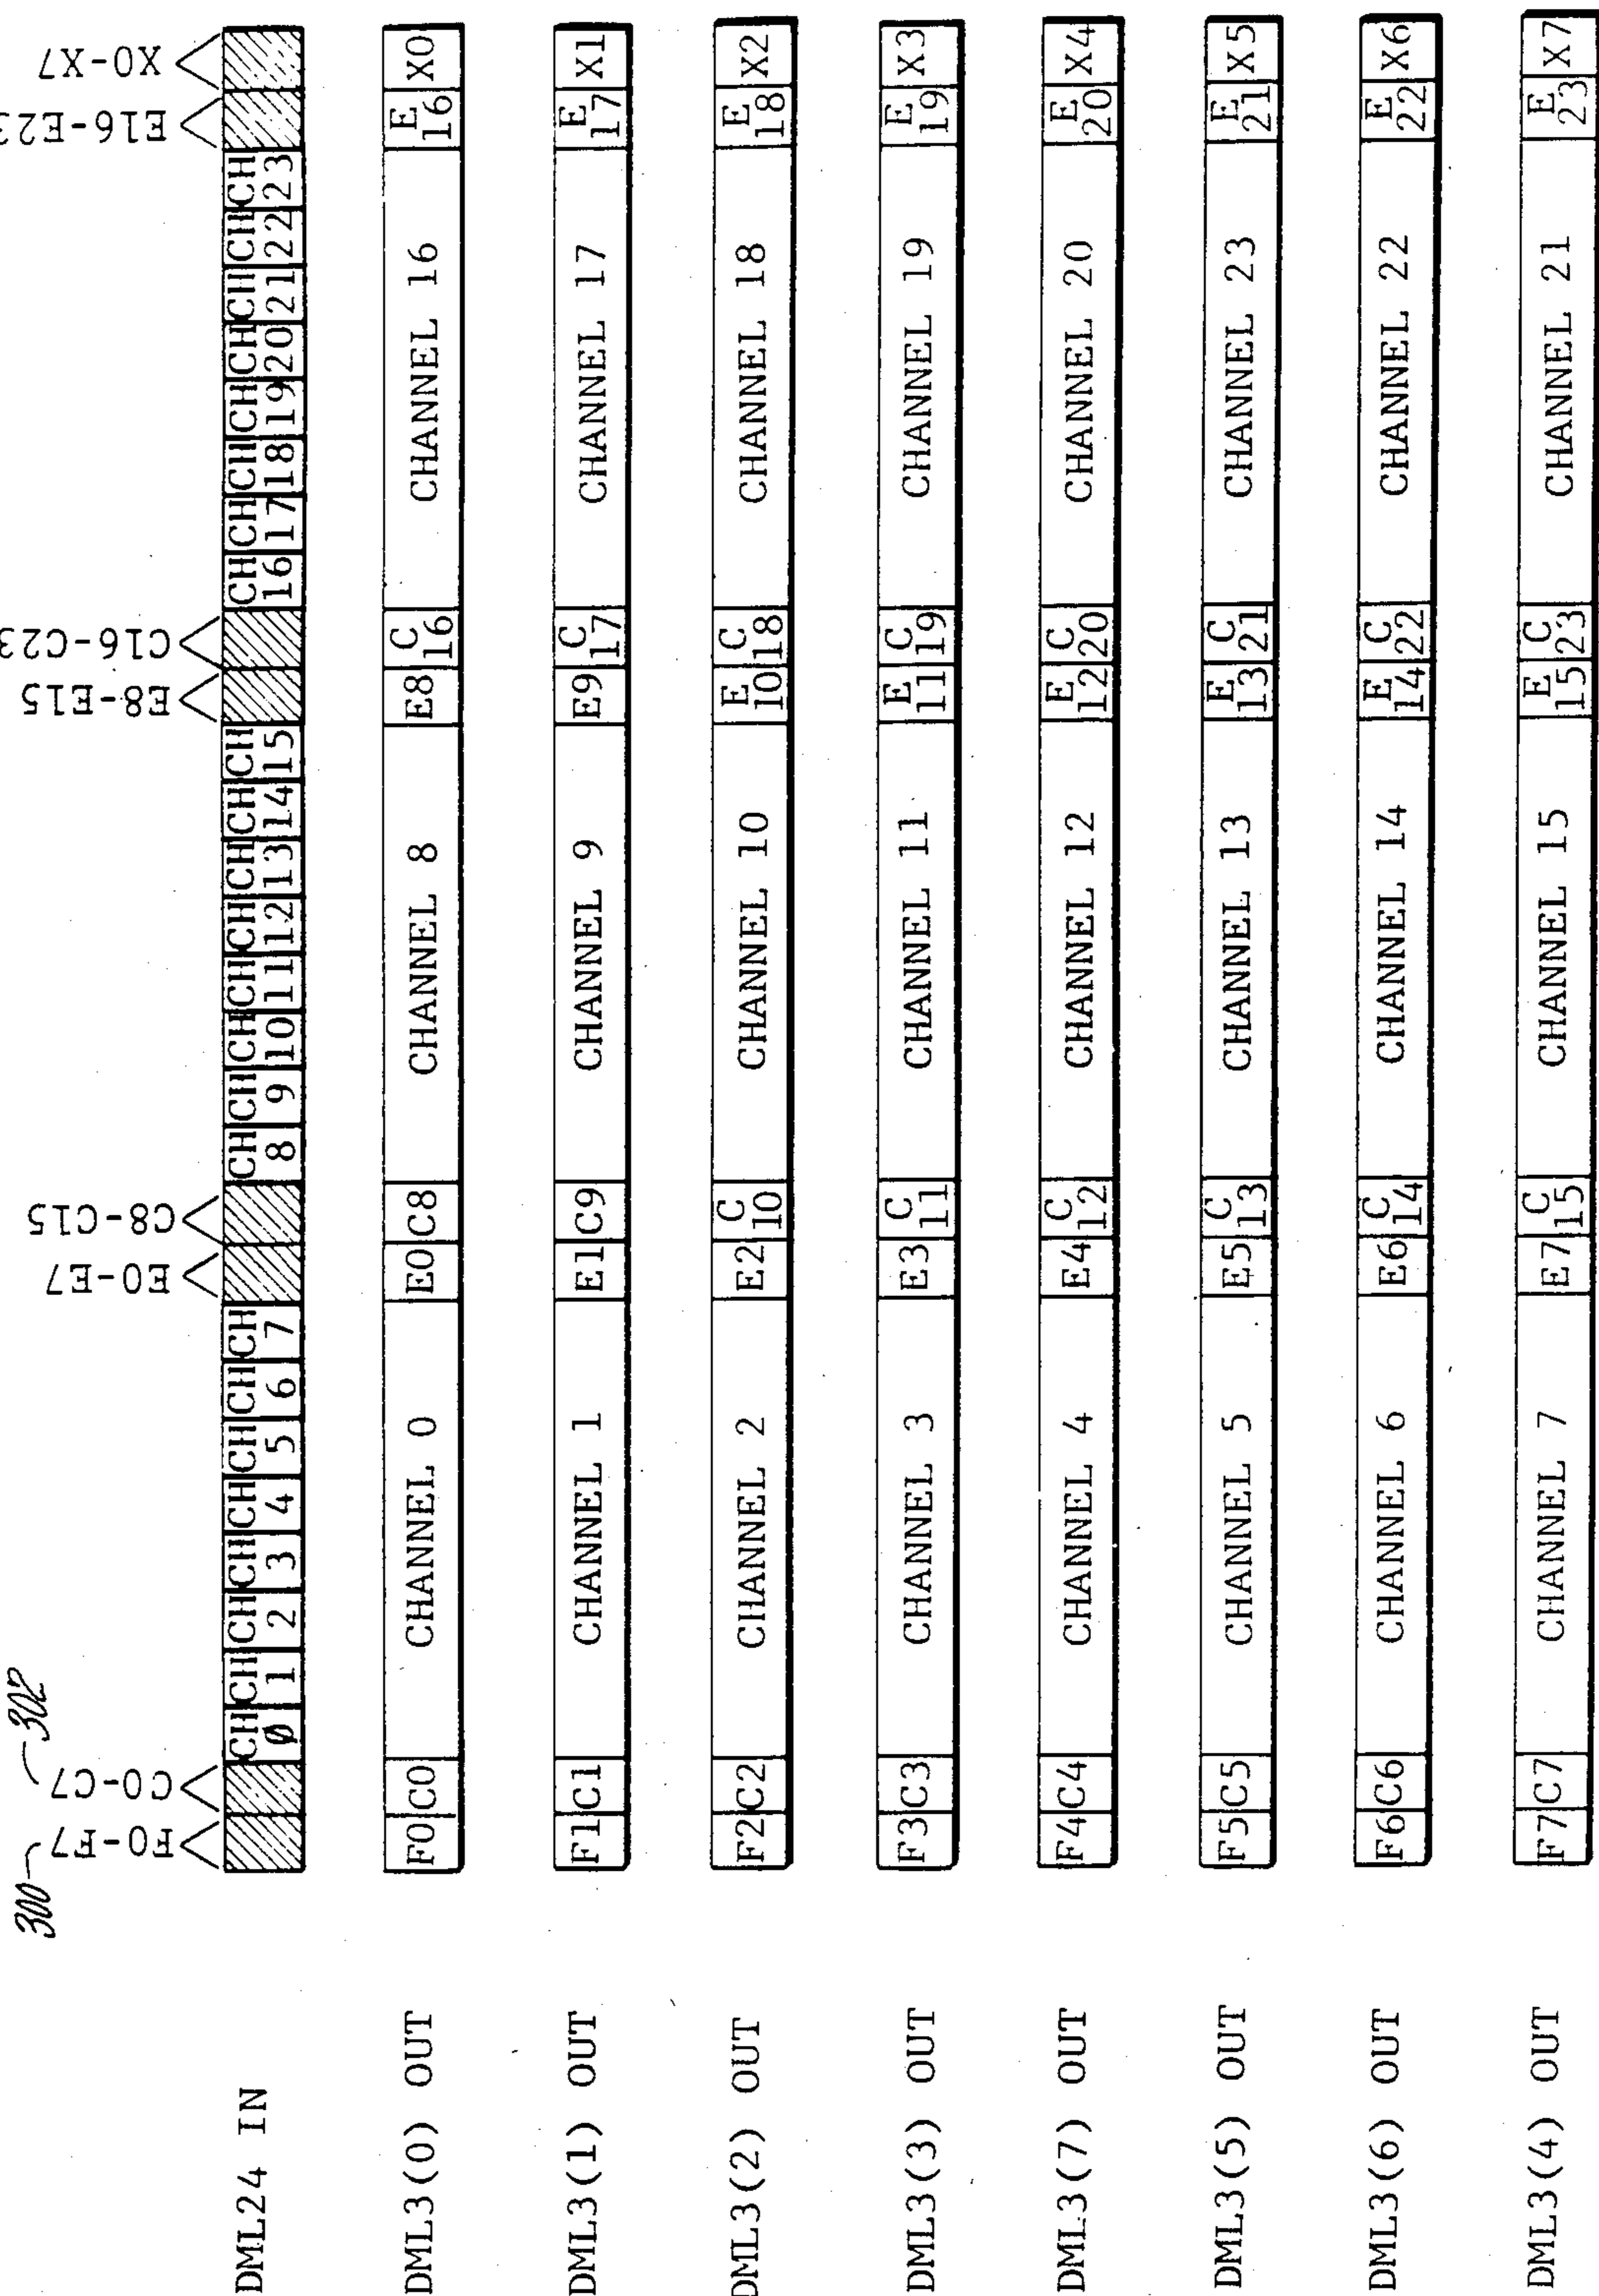 300 302
F0-F7 C0-C7 E0-E7 C8-C15 E8-E15 C16-C23 E16-E23 X0-X7
DML24 IN CH Ø CH 1 CH 2 CH 3 CH 4 CH 5 CH 6 CH 7 CH 8 CH 9 CH 10 CH 11 CH 12 CH 13 CH 14 CH 15 CH 16 CH 17 CH 18 CH 19 CH 20 CH 21 CH 22 CH 23
DML3(0) OUT F0 C0 CHANNEL 0 E0 C8 CHANNEL 8 E8 C16 CHANNEL 16 E16 X0
DML3(1) OUT F1 C1 CHANNEL 1 E1 C9 CHANNEL 9 E9 C17 CHANNEL 17 E17 X1
DML3(2) OUT F2 C2 CHANNEL 2 E2 C10 CHANNEL 10 E10 C18 CHANNEL 18 E18 X2
DML3(3) OUT F3 C3 CHANNEL 3 E3 C11 CHANNEL 11 E11 C19 CHANNEL 19 E19 X3
DML3(7) OUT F4 C4 CHANNEL 4 E4 C12 CHANNEL 12 E12 C20 CHANNEL 20 E20 X4
DML3(5) OUT F5 C5 CHANNEL 5 E5 C13 CHANNEL 13 E13 C21 CHANNEL 23 E21 X5
DML3(6) OUT F6 C6 CHANNEL 6 E6 C14 CHANNEL 14 E14 C22 CHANNEL 22 E22 X6
DML3(4) OUT F7 C7 CHANNEL 7 E7 C15 CHANNEL 15 E15 C23 CHANNEL 21 E23 X7